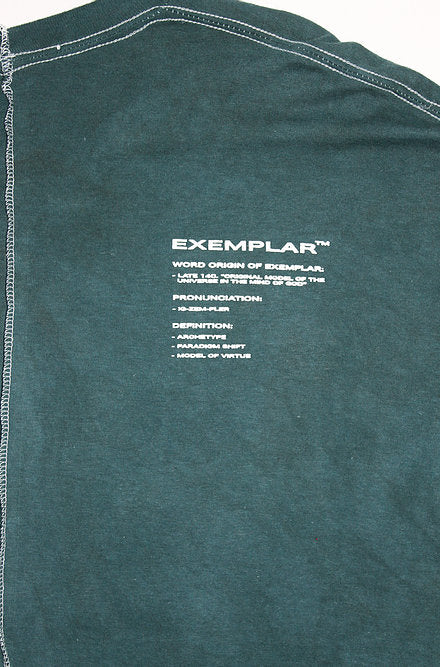 EXEMPLAR™
WORD ORIGIN OF EXEMPLAR:
- LATE 14C. "ORIGINAL MODEL OF THE
UNIVERSE IN THE MIND OF GOD"
PRONUNCIATION:
- IG-ZEM-PLER
DEFINITION:
- ARCHETYPE
- PARADIGM SHIFT
- MODEL OF VIRTUE